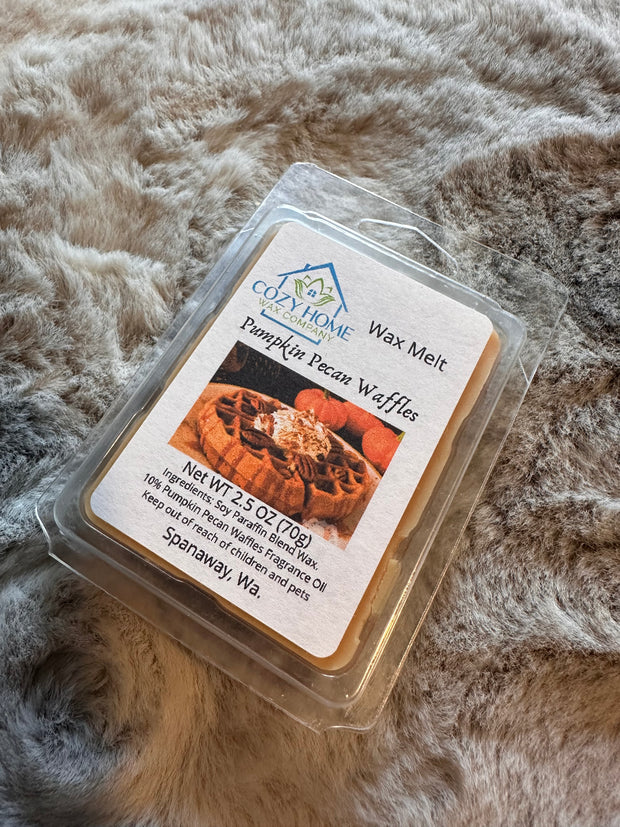 COZY HOME
WAX COMPANY
Wax Melt
Pumpkin Pecan Waffles
Net WT 2.5 OZ (70g)
Ingredients: Soy Paraffin Blend Wax.
10% Pumpkin Pecan Waffles Fragrance Oil
Keep out of reach of children and pets
Spanaway, Wa.